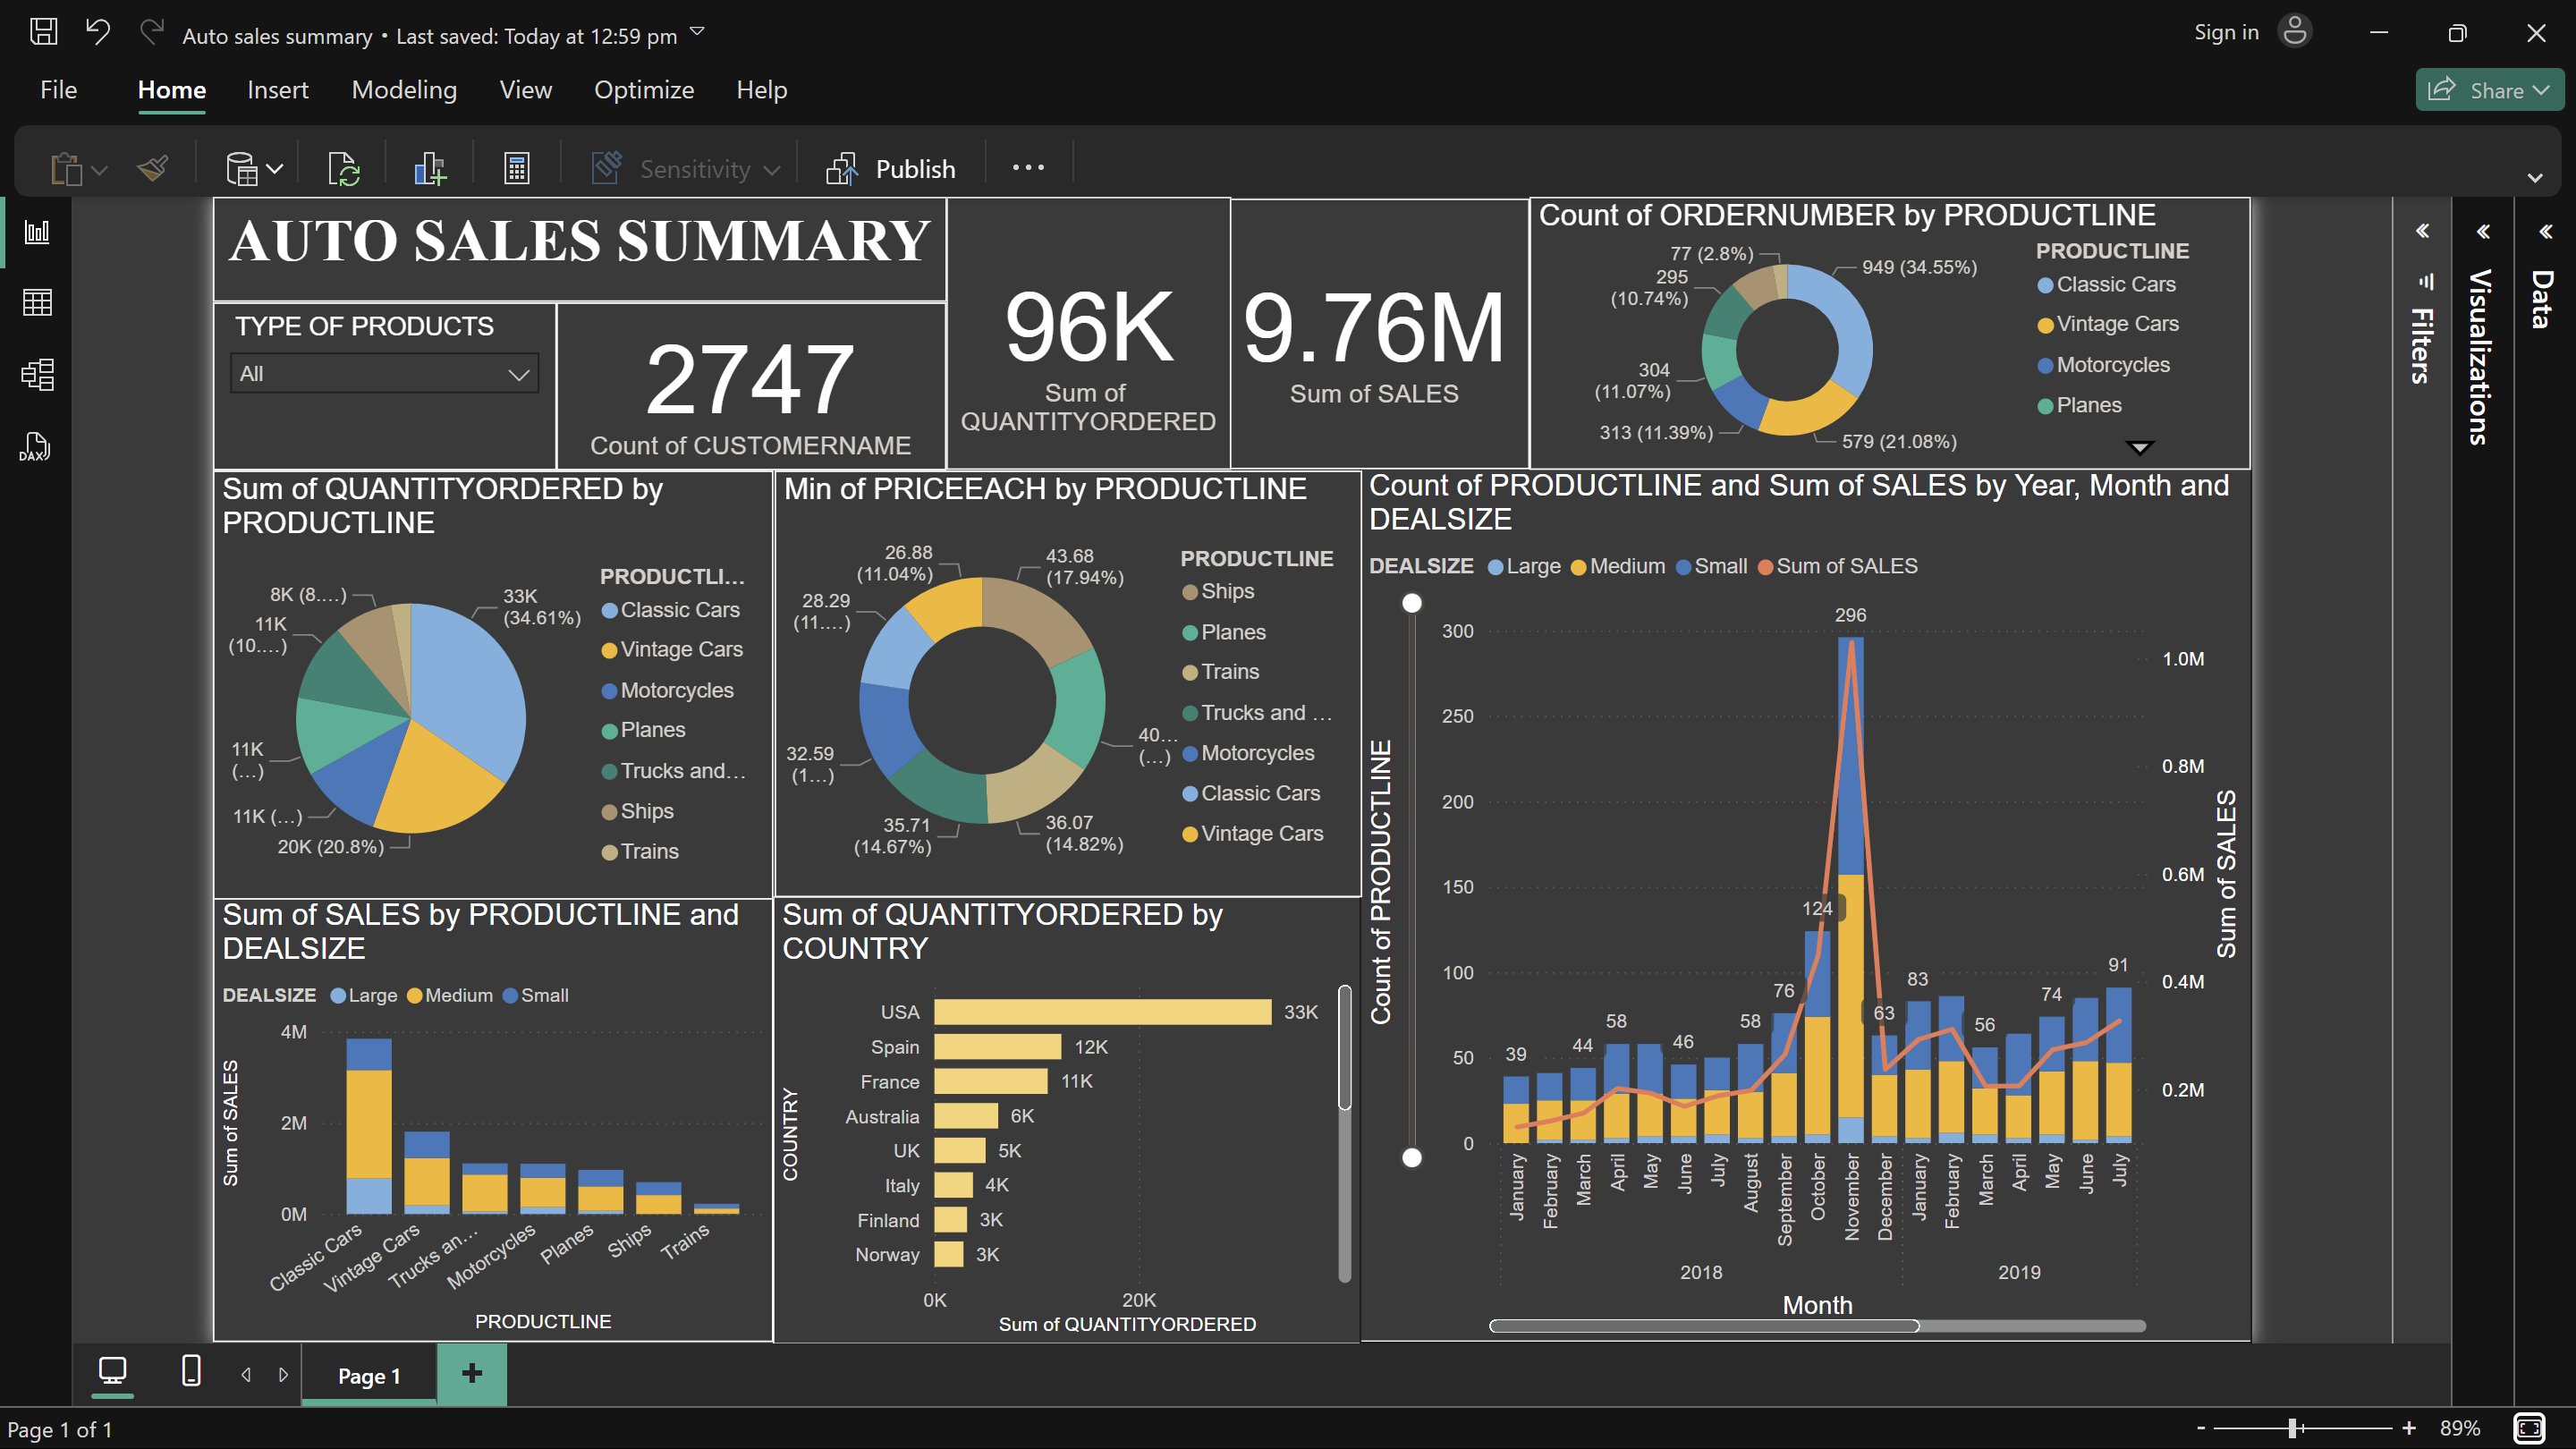 Auto sales summary • Last saved: Today at 12:59 pm
Sign in
File Home Insert Modeling View Optimize Help
Share
Sensitivity
Publish
DAX
AUTO SALES SUMMARY
TYPE OF PRODUCTS
All
2747
Count of CUSTOMERNAME
96K
Sum of
QUANTITYORDERED
9.76M
Sum of SALES
Count of ORDERNUMBER by PRODUCTLINE
77 (2.8%)
295
(10.74%)
304
(11.07%)
313 (11.39%)
949 (34.55%)
579 (21.08%)
PRODUCTLINE
Classic Cars
Vintage Cars
Motorcycles
Planes
Filters
Visualizations
Data
Sum of QUANTITYORDERED by
PRODUCTLINE
8K (8....)
11K
(10....)
11K
(...)
11K (...)
20K (20.8%)
33K
(34.61%)
PRODUCTLI...
Classic Cars
Vintage Cars
Motorcycles
Planes
Trucks and...
Ships
Trains
Min of PRICEEACH by PRODUCTLINE
26.88
(11.04%)
28.29
(11....)
32.59
(1...)
35.71
(14.67%)
43.68
(17.94%)
40...
(...)
36.07
(14.82%)
PRODUCTLINE
Ships
Planes
Trains
Trucks and ...
Motorcycles
Classic Cars
Vintage Cars
Count of PRODUCTLINE and Sum of SALES by Year, Month and
DEALSIZE
DEALSIZE Large Medium Small Sum of SALES
Count of PRODUCTLINE
300
250
200
150
100
50
0
39
44
58
46
58
76
124
296
63
83
56
74
91
1.0M
0.8M
0.6M
0.4M
0.2M
Sum of SALES
January
February
March
April
May
June
July
August
September
October
November
December
January
February
March
April
May
June
July
2018
2019
Month
Sum of SALES by PRODUCTLINE and
DEALSIZE
DEALSIZE Large Medium Small
Sum of SALES
4M
2M
0M
Classic Cars
Vintage Cars
Trucks an...
Motorcycles
Planes
Ships
Trains
PRODUCTLINE
Sum of QUANTITYORDERED by
COUNTRY
COUNTRY
USA 33K
Spain 12K
France 11K
Australia 6K
UK 5K
Italy 4K
Finland 3K
Norway 3K
0K 20K
Sum of QUANTITYORDERED
Page 1
+
Page 1 of 1
- + 89%